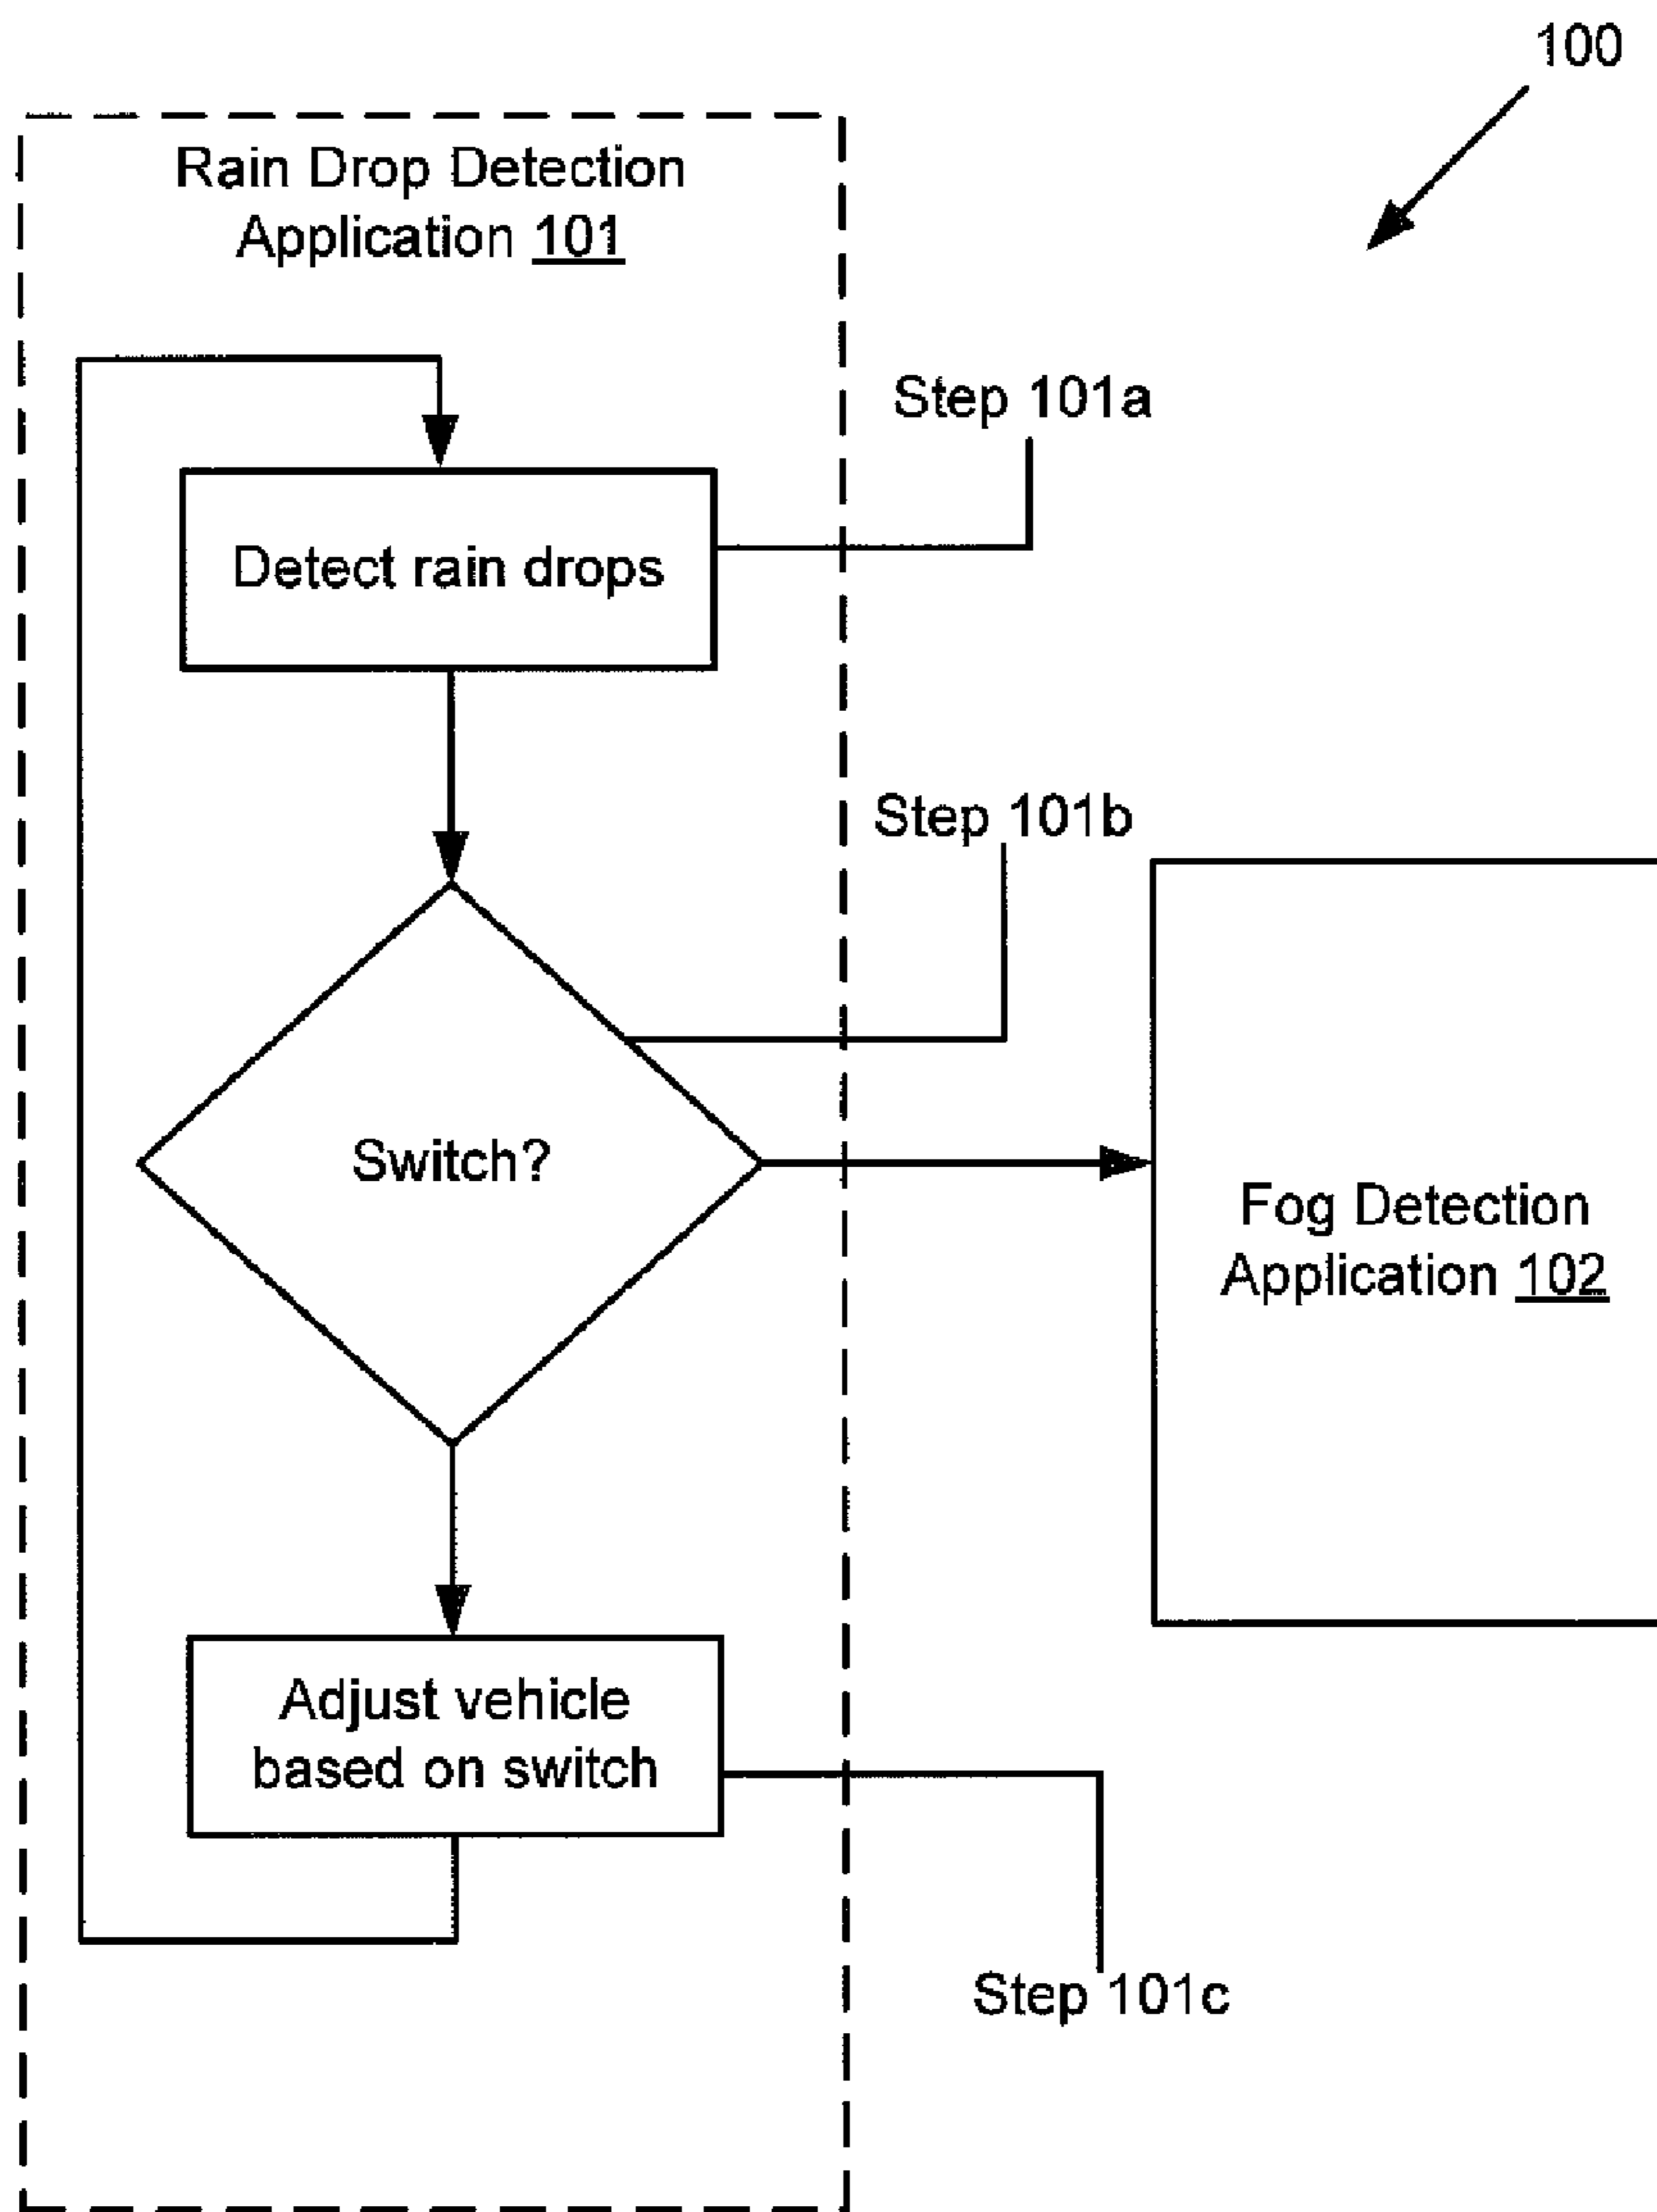 100
Rain Drop Detection
Application 101
Step 101a
Detect rain drops
Step 101b
Switch?
Fog Detection
Application 102
Adjust vehicle
based on switch
Step 101c